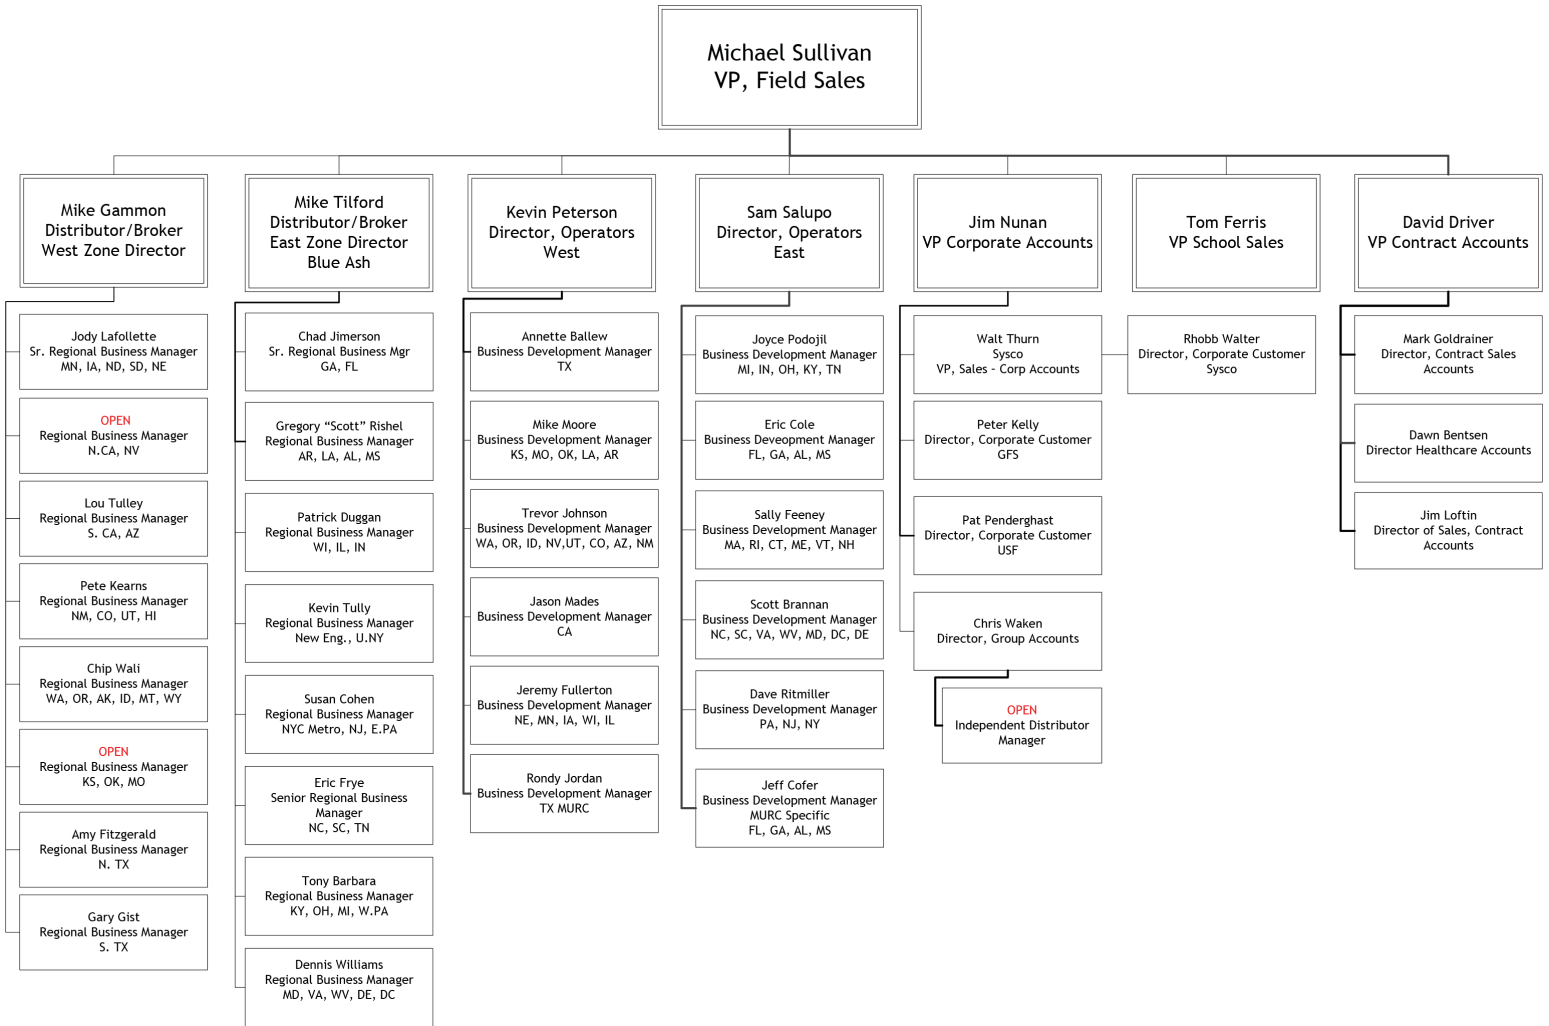 Michael Sullivan
VP, Field Sales
Mike Gammon
Distributor/Broker
West Zone Director
Mike Tilford
Distributor/Broker
East Zone Director
Blue Ash
Kevin Peterson
Director, Operators
West
Sam Salupo
Director, Operators
East
Jim Nunan
VP Corporate Accounts
Tom Ferris
VP School Sales
David Driver
VP Contract Accounts
Jody Lafollette
Sr. Regional Business Manager
MN, IA, ND, SD, NE
OPEN
Regional Business Manager
N.CA, NV
Lou Tulley
Regional Business Manager
S. CA, AZ
Pete Kearns
Regional Business Manager
NM, CO, UT, HI
Chip Wali
Regional Business Manager
WA, OR, AK, ID, MT, WY
OPEN
Regional Business Manager
KS, OK, MO
Amy Fitzgerald
Regional Business Manager
N. TX
Gary Gist
Regional Business Manager
S. TX
Chad Jimerson
Sr. Regional Business Mgr
GA, FL
Gregory “Scott” Rishel
Regional Business Manager
AR, LA, AL, MS
Patrick Duggan
Regional Business Manager
WI, IL, IN
Kevin Tully
Regional Business Manager
New Eng., U.NY
Susan Cohen
Regional Business Manager
NYC Metro, NJ, E.PA
Eric Frye
Senior Regional Business
Manager
NC, SC, TN
Tony Barbara
Regional Business Manager
KY, OH, MI, W.PA
Dennis Williams
Regional Business Manager
MD, VA, WV, DE, DC
Annette Ballew
Business Development Manager
TX
Mike Moore
Business Development Manager
KS, MO, OK, LA, AR
Trevor Johnson
Business Development Manager
WA, OR, ID, NV,UT, CO, AZ, NM
Jason Mades
Business Development Manager
CA
Jeremy Fullerton
Business Development Manager
NE, MN, IA, WI, IL
Rondy Jordan
Business Development Manager
TX MURC
Joyce Podojil
Business Development Manager
MI, IN, OH, KY, TN
Eric Cole
Business Deveopment Manager
FL, GA, AL, MS
Sally Feeney
Business Development Manager
MA, RI, CT, ME, VT, NH
Scott Brannan
Business Development Manager
NC, SC, VA, WV, MD, DC, DE
Dave Ritmiller
Business Development Manager
PA, NJ, NY
Jeff Cofer
Business Development Manager
MURC Specific
FL, GA, AL, MS
Walt Thurn
Sysco
VP, Sales – Corp Accounts
Peter Kelly
Director, Corporate Customer
GFS
Pat Penderghast
Director, Corporate Customer
USF
Chris Waken
Director, Group Accounts
OPEN
Independent Distributor
Manager
Rhobb Walter
Director, Corporate Customer
Sysco
Mark Goldrainer
Director, Contract Sales
Accounts
Dawn Bentsen
Director Healthcare Accounts
Jim Loftin
Director of Sales, Contract
Accounts